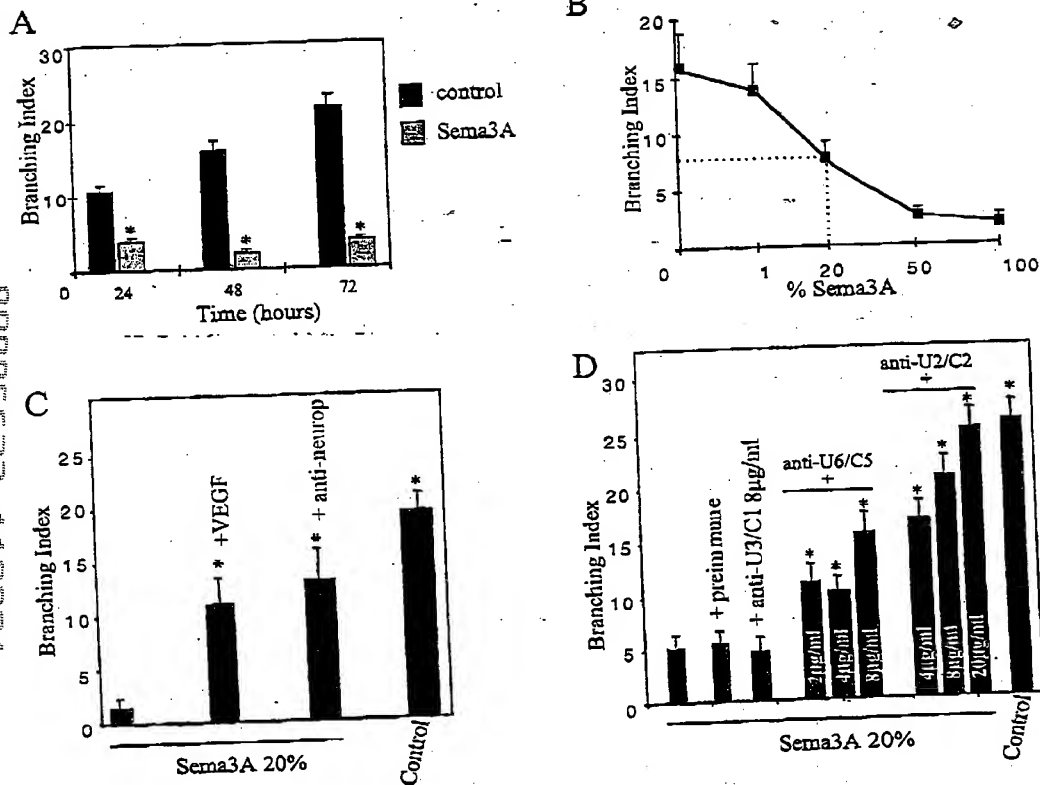 A
30
20
10
0
Branching Index
control
Sema3A
*
*
*
24
48
72
Time (hours)
B
20
15
10
5
Branching Index
0
1
20
50
100
% Sema3A
C
25
20
15
10
5
0
Branching Index
* +VEGF
* + anti-neurop
*
Sema3A 20%
Control
D
30
25
20
15
10
5
0
Branching Index
+ preimmune
+ anti-U3/C1 8µg/ml
anti-U6/C5
+
*
*
*
2µg/ml
4µg/ml
8µg/ml
anti-U2/C2
+
*
*
*
4µg/ml
8µg/ml
20µg/ml
*
Sema3A 20%
Control